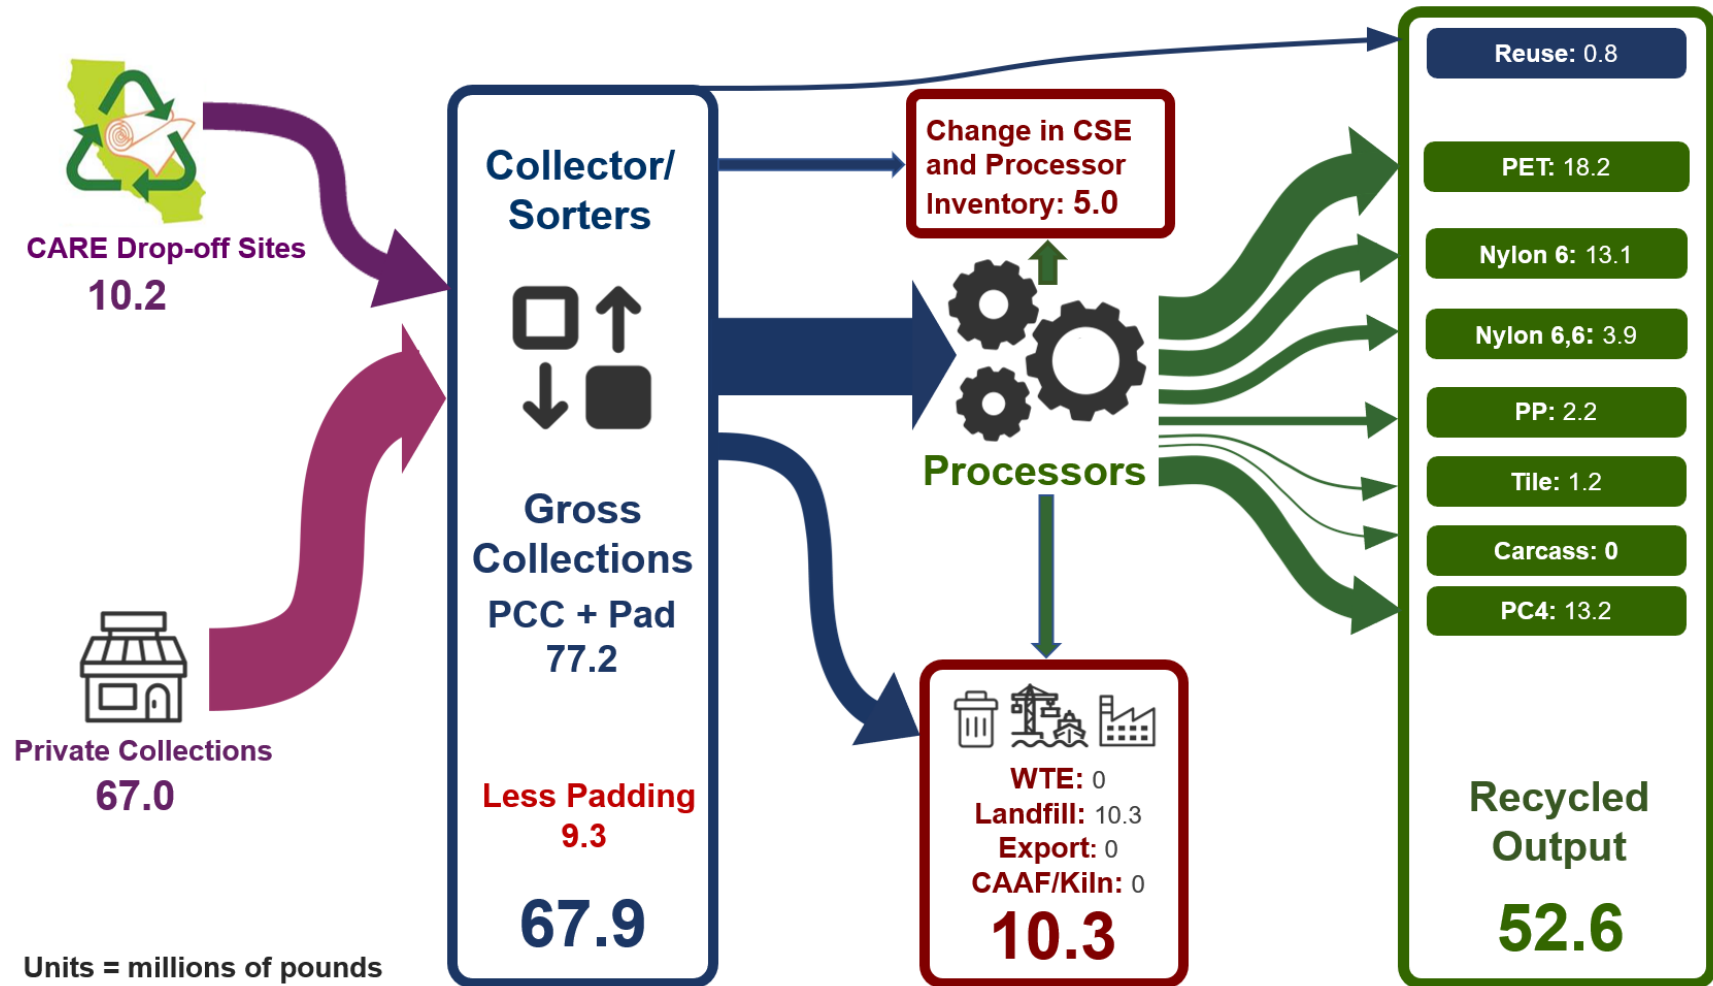 CARE Drop-off Sites
10.2
Private Collections
67.0
Units = millions of pounds
Collector/
Sorters
Gross
Collections
PCC + Pad
77.2
Less Padding
9.3
67.9
Change in CSE
and Processor
Inventory: 5.0
Processors
WTE: 0
Landfill: 10.3
Export: 0
CAAF/Kiln: 0
10.3
Reuse: 0.8
PET: 18.2
Nylon 6: 13.1
Nylon 6,6: 3.9
PP: 2.2
Tile: 1.2
Carcass: 0
PC4: 13.2
Recycled
Output
52.6